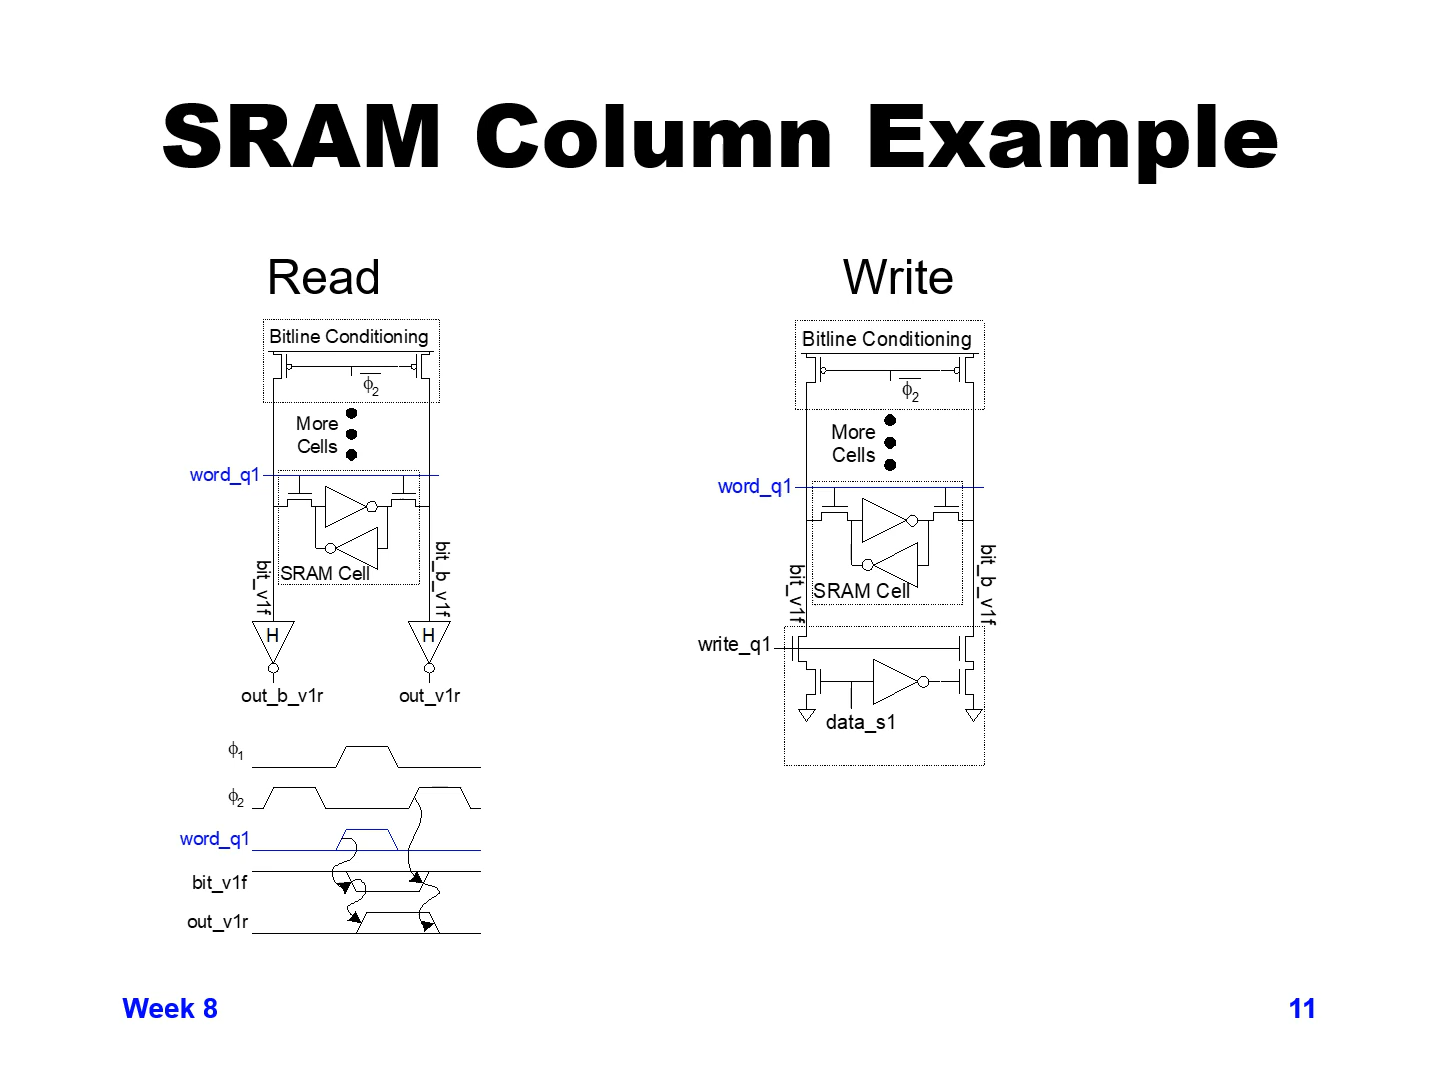 SRAM Column Example
Read
Bitline Conditioning
φ2
More
Cells
word_q1
bit_v1f
bit_b_v1f
SRAM Cell
H
H
out_b_v1r
out_v1r
φ1
φ2
word_q1
bit_v1f
out_v1r
Write
Bitline Conditioning
φ2
More
Cells
word_q1
bit_v1f
bit_b_v1f
SRAM Cell
write_q1
data_s1
Week 8
11